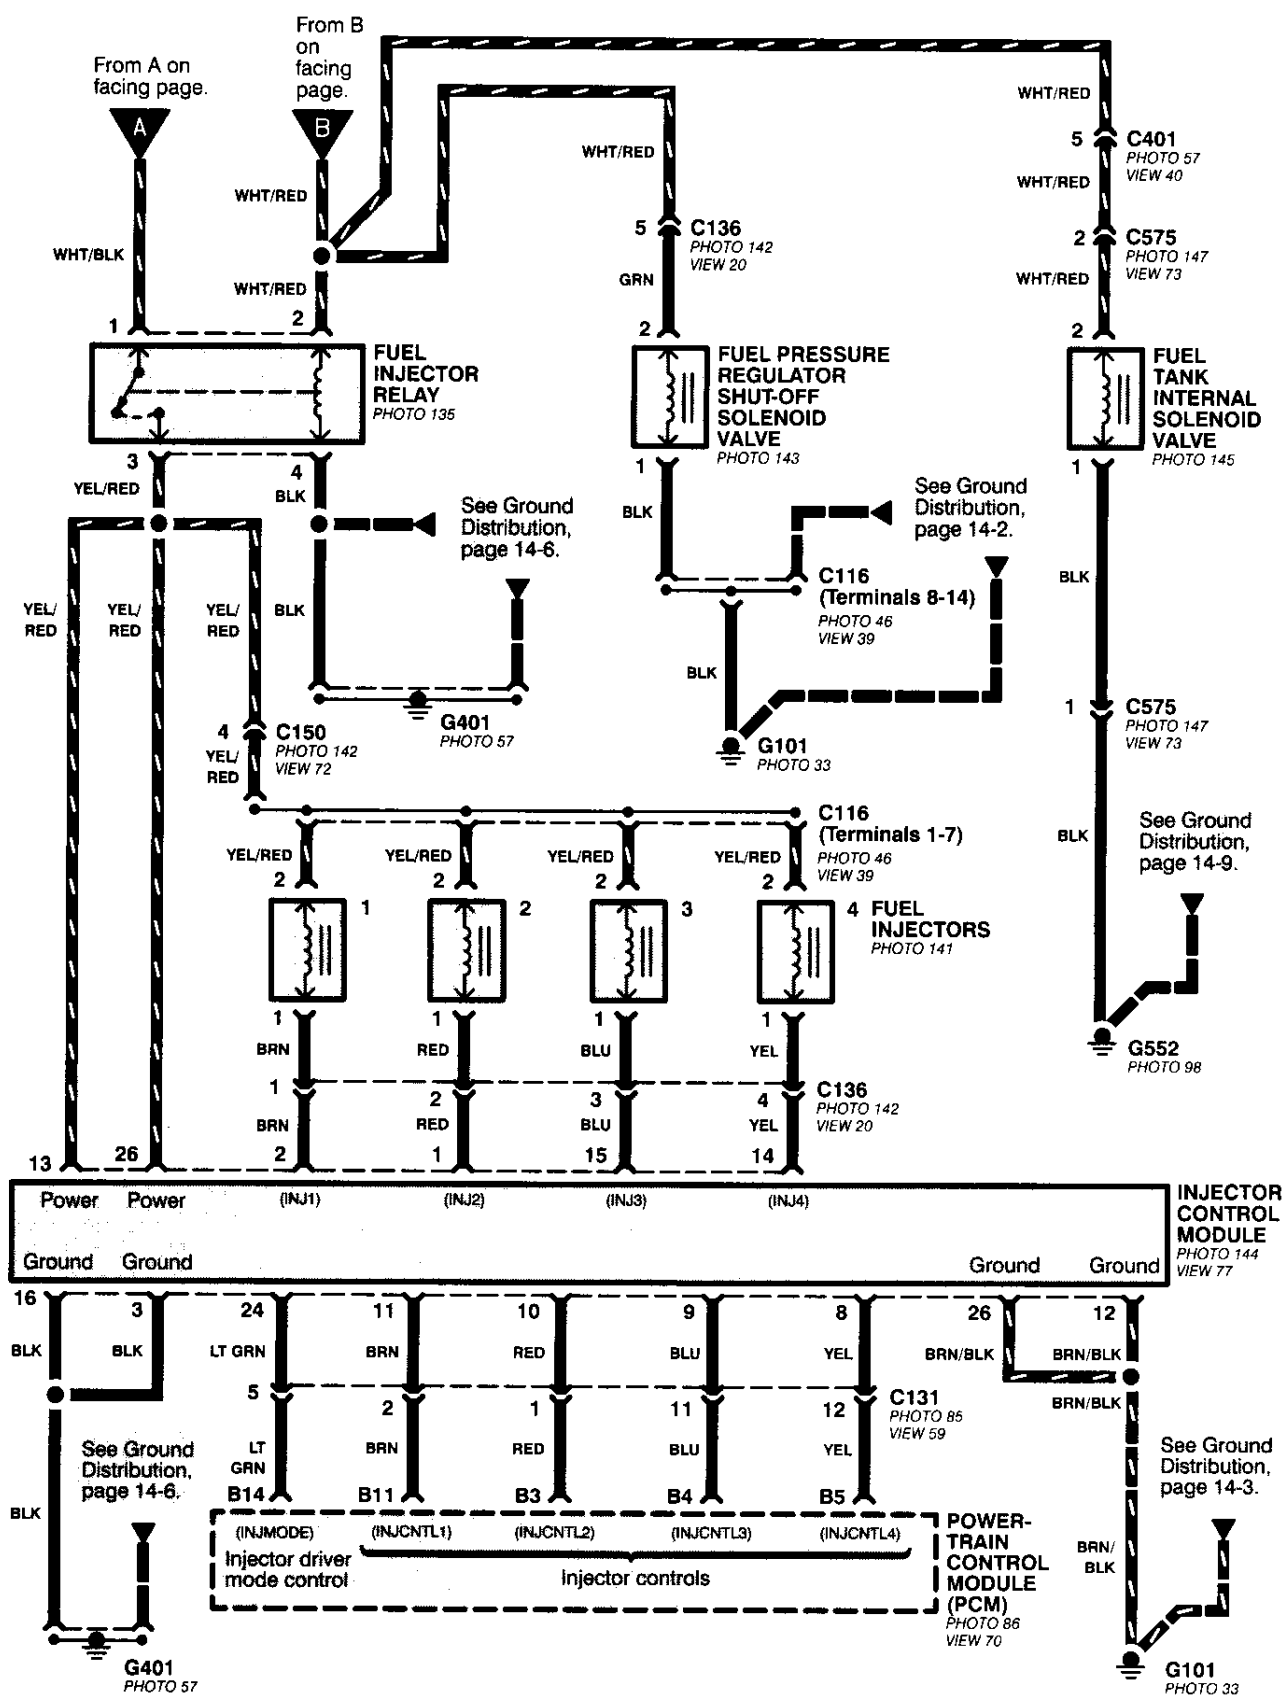 From A on
facing page.
A
From B
on
facing
page.
B
WHT/RED
WHT/BLK
WHT/RED
1
2
FUEL
INJECTOR
RELAY
PHOTO 135
3
4
YEL/RED
BLK
See Ground
Distribution,
page 14-6.
YEL/
RED
YEL/
RED
YEL/
RED
BLK
G401
PHOTO 57
4
C150
PHOTO 142
VIEW 72
YEL/
RED
WHT/RED
5
C136
PHOTO 142
VIEW 20
GRN
2
FUEL PRESSURE
REGULATOR
SHUT-OFF
SOLENOID
VALVE
PHOTO 143
1
BLK
See Ground
Distribution,
page 14-2.
C116
(Terminals 8-14)
PHOTO 46
VIEW 39
BLK
G101
PHOTO 33
WHT/RED
5
C401
PHOTO 57
VIEW 40
WHT/RED
2
C575
PHOTO 147
VIEW 73
WHT/RED
2
FUEL
TANK
INTERNAL
SOLENOID
VALVE
PHOTO 145
1
BLK
1
C575
PHOTO 147
VIEW 73
BLK
See Ground
Distribution,
page 14-9.
G552
PHOTO 98
C116
(Terminals 1-7)
PHOTO 46
VIEW 39
YEL/RED
YEL/RED
YEL/RED
YEL/RED
2
2
2
2
1
2
3
4
FUEL
INJECTORS
PHOTO 141
1
1
1
1
BRN
RED
BLU
YEL
1
2
3
4
C136
PHOTO 142
VIEW 20
BRN
RED
BLU
YEL
13
26
2
1
15
14
Power
Power
(INJ1)
(INJ2)
(INJ3)
(INJ4)
INJECTOR
CONTROL
MODULE
PHOTO 144
VIEW 77
Ground
Ground
Ground
Ground
16
3
24
11
10
9
8
26
12
BLK
BLK
LT GRN
BRN
RED
BLU
YEL
BRN/BLK
BRN/BLK
5
2
1
11
12
C131
PHOTO 85
VIEW 59
BRN/BLK
LT
GRN
BRN
RED
BLU
YEL
See Ground
Distribution,
page 14-6.
See Ground
Distribution,
page 14-3.
B14
B11
B3
B4
B5
BLK
(INJMODE)
(INJCNTL1)
(INJCNTL2)
(INJCNTL3)
(INJCNTL4)
Injector driver
mode control
Injector controls
POWER-
TRAIN
CONTROL
MODULE
(PCM)
PHOTO 86
VIEW 70
BRN/
BLK
G401
PHOTO 57
G101
PHOTO 33